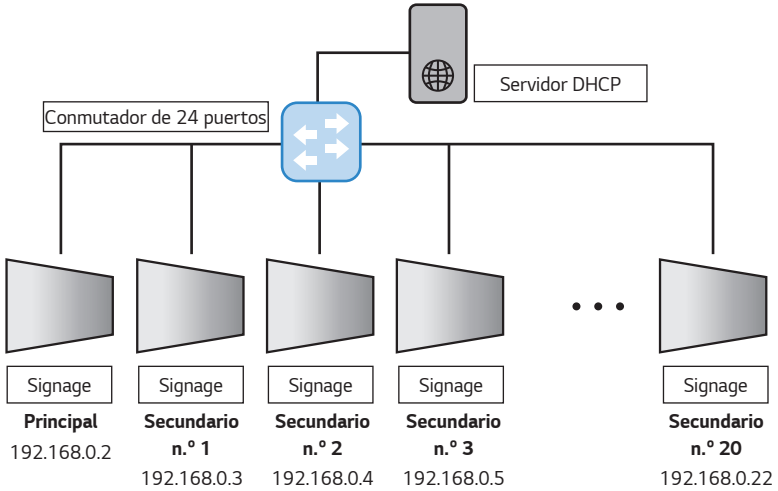 Servidor DHCP
Conmutador de 24 puertos
Signage
Principal
192.168.0.2
Signage
Secundario
n.º 1
192.168.0.3
Signage
Secundario
n.º 2
192.168.0.4
Signage
Secundario
n.º 3
192.168.0.5
Signage
Secundario
n.º 20
192.168.0.22